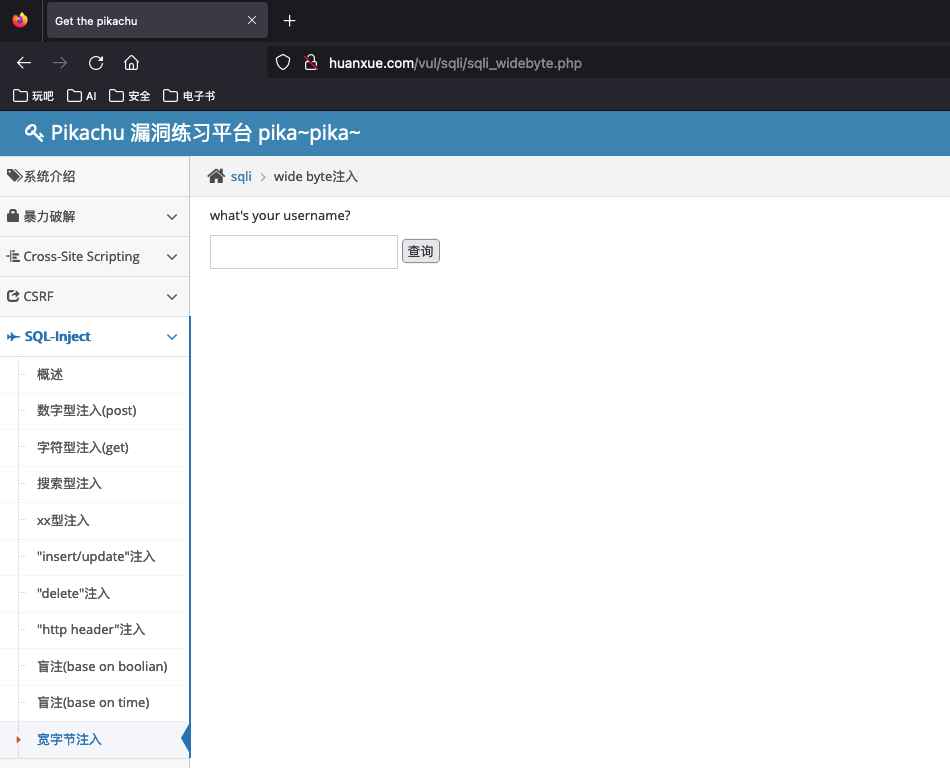 Get the pikachu
huanxue.com/vul/sqli/sqli_widebyte.php
玩吧 AI 安全 电子书
Pikachu 漏洞练习平台 pika~pika~
系统介绍
暴力破解
Cross-Site Scripting
CSRF
SQL-Inject
概述
数字型注入(post)
字符型注入(get)
搜索型注入
xx型注入
"insert/update"注入
"delete"注入
"http header"注入
盲注(base on boolian)
盲注(base on time)
宽字节注入
sqli > wide byte注入
what's your username?
查询